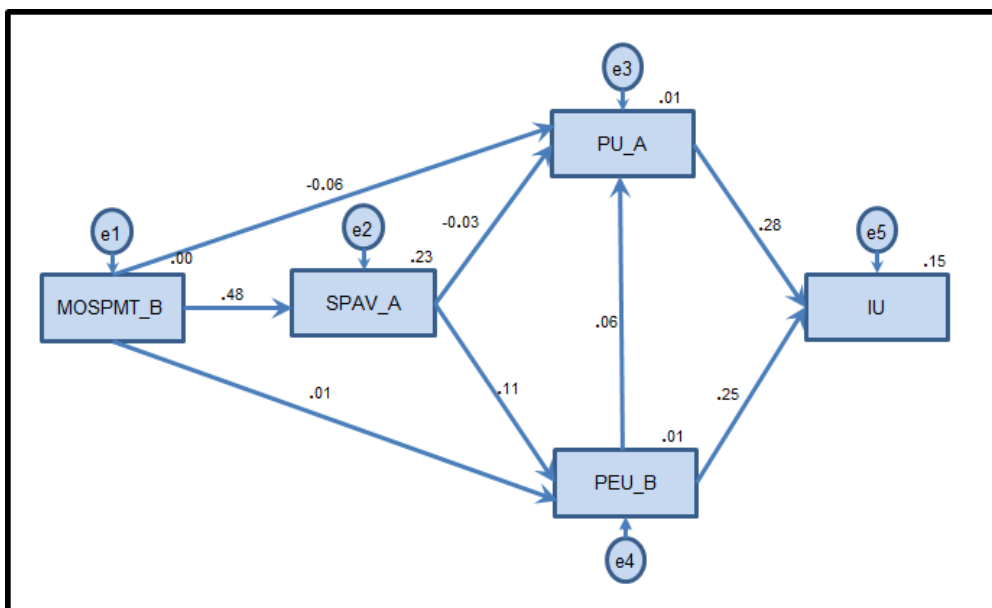 e3
.01
PU_A
-0.06
e1
e2
-0.03
.28
e5
.00
.23
.15
MOSPMT_B
.48
SPAV_A
IU
.06
.01
.11
.25
.01
PEU_B
e4